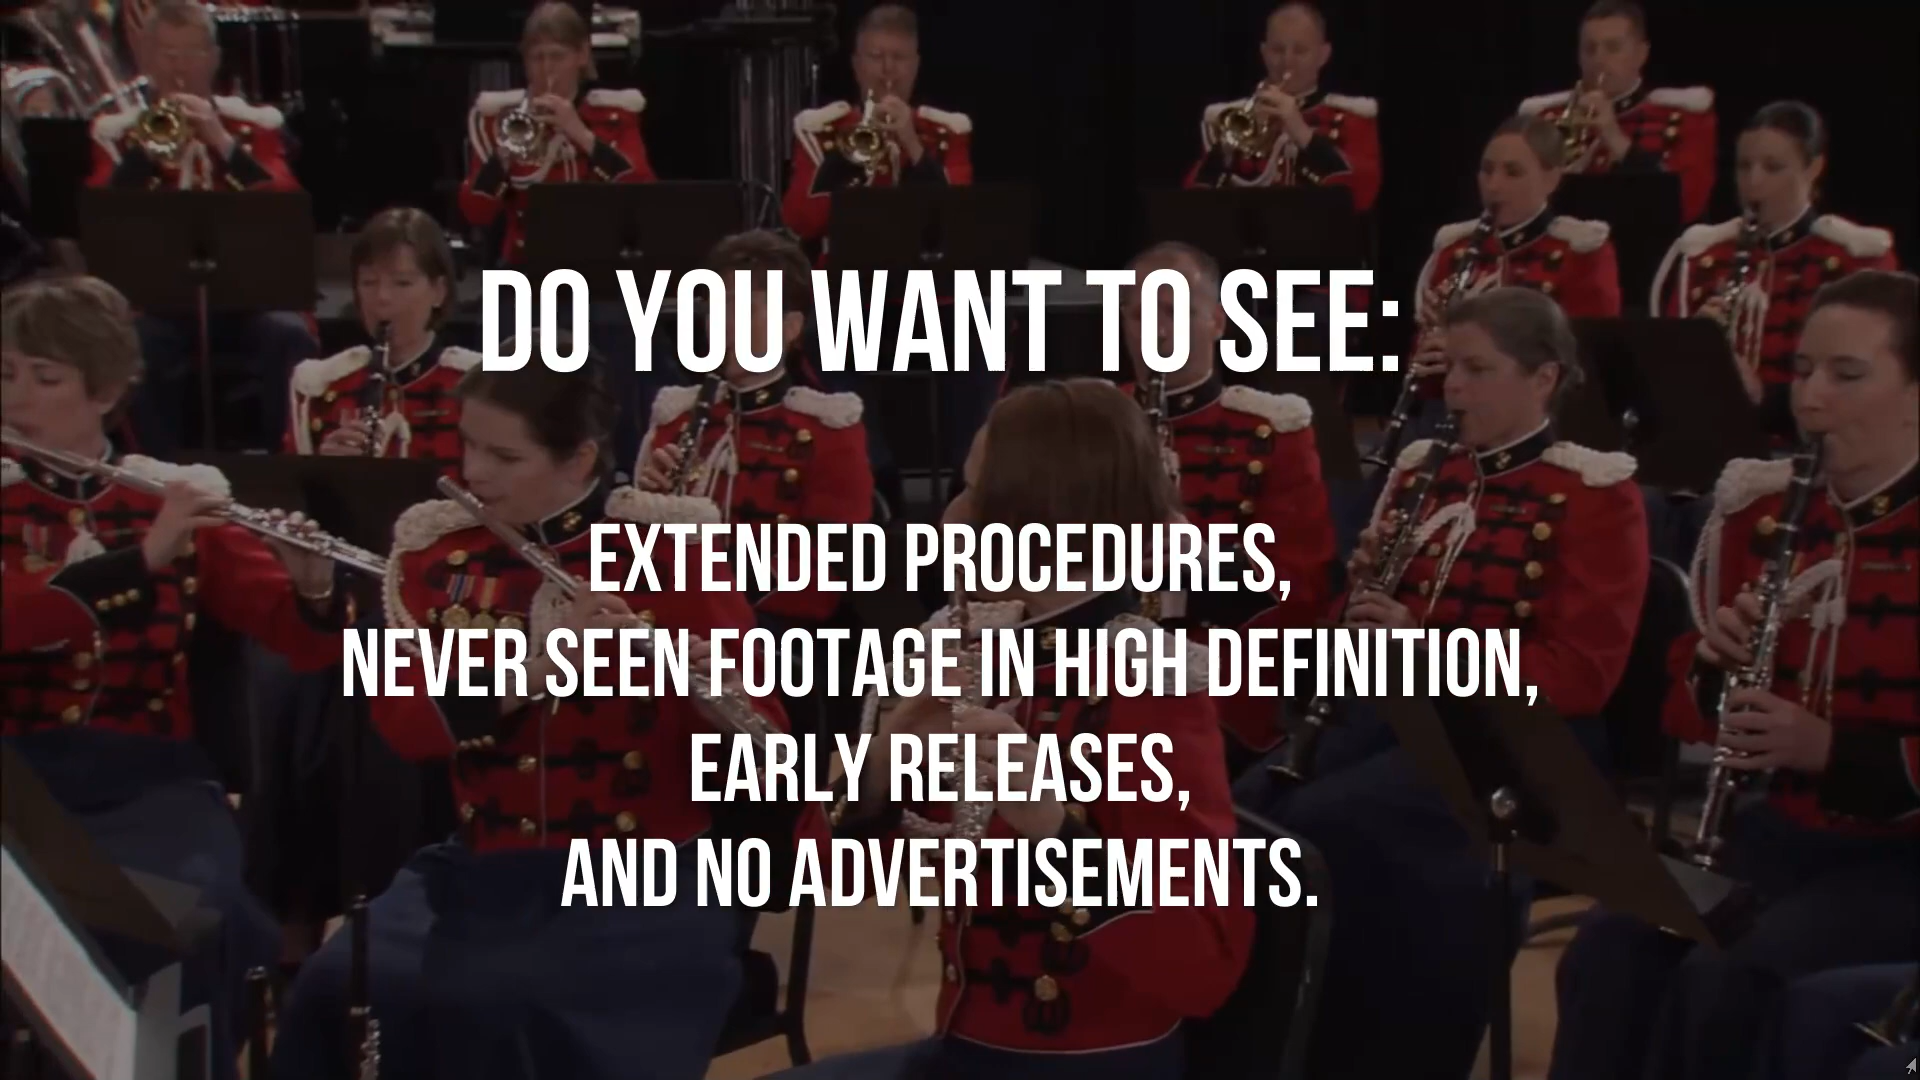 DO YOU WANT TO SEE:
EXTENDED PROCEDURES,
NEVER SEEN FOOTAGE IN HIGH DEFINITION,
EARLY RELEASES,
AND NO ADVERTISEMENTS.